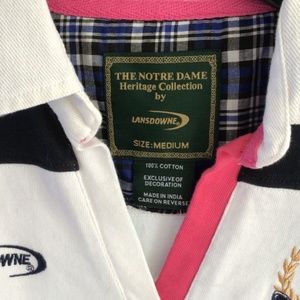 THE NOTRE DAME
Heritage Collection
by
LANSDOWNE®
SIZE: MEDIUM
100% COTTON
EXCLUSIVE OF
DECORATION
MADE IN INDIA
CARE ON REVERSE
OWNE®